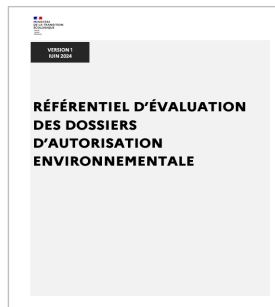 MINISTÈRE
DE LA TRANSITION
ÉCOLOGIQUE
VERSION 1
JUIN 2024
RÉFÉRENTIEL D'ÉVALUATION
DES DOSSIERS
D'AUTORISATION
ENVIRONNEMENTALE